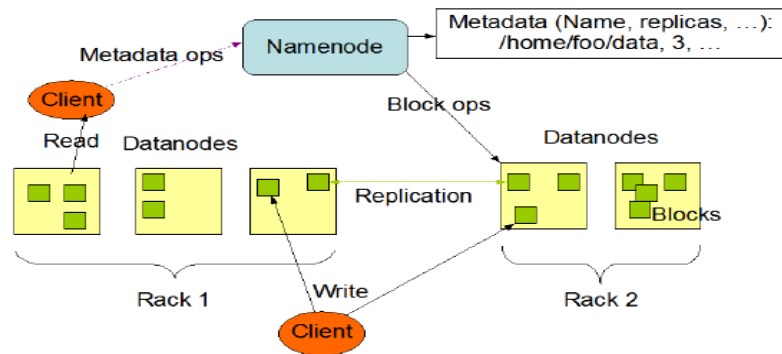 Metadata (Name, replicas, …):
/home/foo/data, 3, …
Namenode
Metadata ops
Client
Block ops
Read
Datanodes
Datanodes
Replication
Blocks
Rack 1
Write
Rack 2
Client